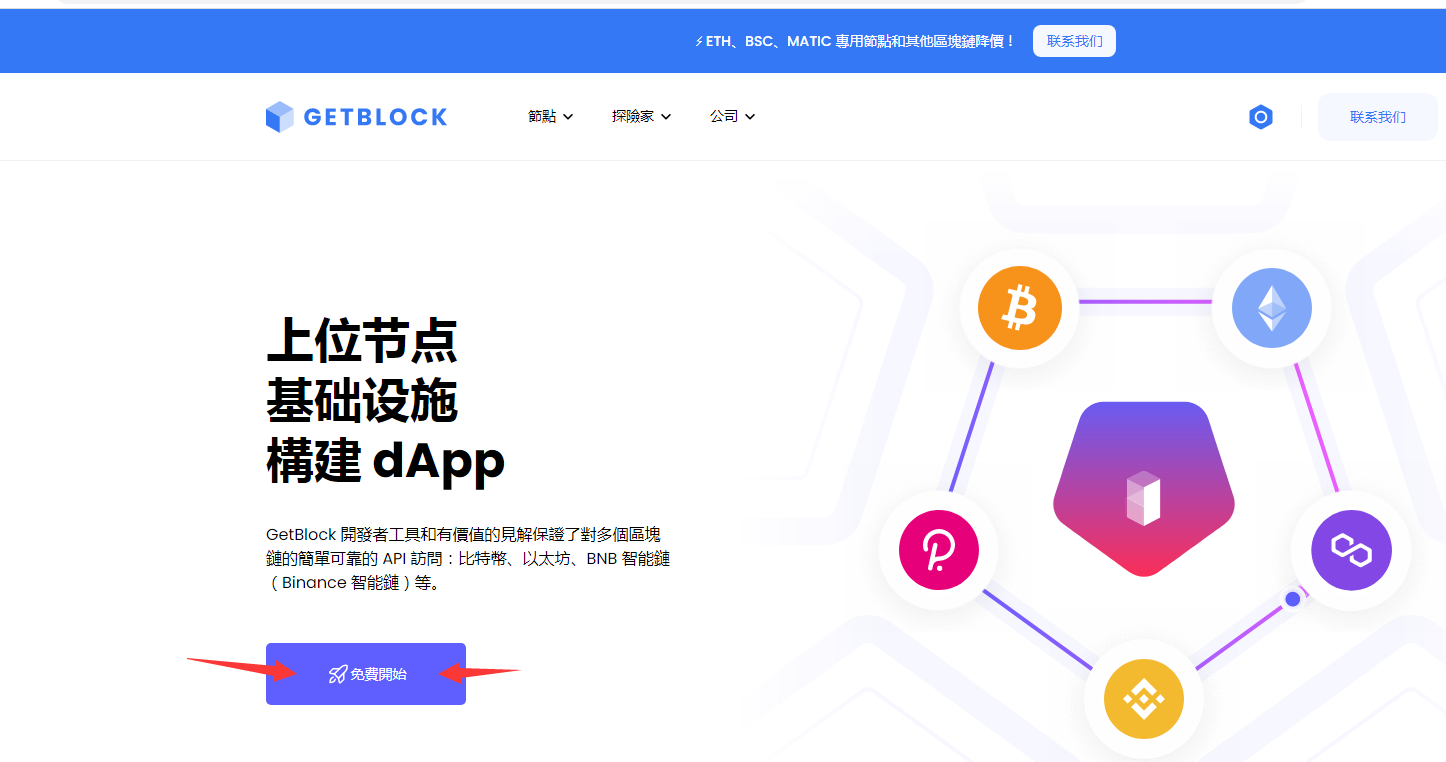 ⚡ ETH、BSC、MATIC 專用節點和其他區塊鏈降價！ 联系我们
GETBLOCK 節點 探險家 公司 联系我们
上位节点
基础设施
構建 dApp
GetBlock 開發者工具和有價值的見解保證了對多個區塊
鏈的簡單可靠的 API 訪問：比特幣、以太坊、BNB 智能鏈
（Binance 智能鏈）等。
免費開始